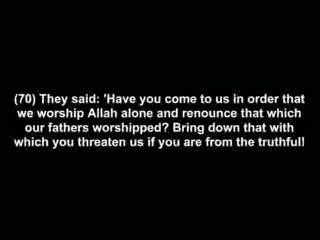 (70) They said: 'Have you come to us in order that
we worship Allah alone and renounce that which
our fathers worshipped? Bring down that with
which you threaten us if you are from the truthful!